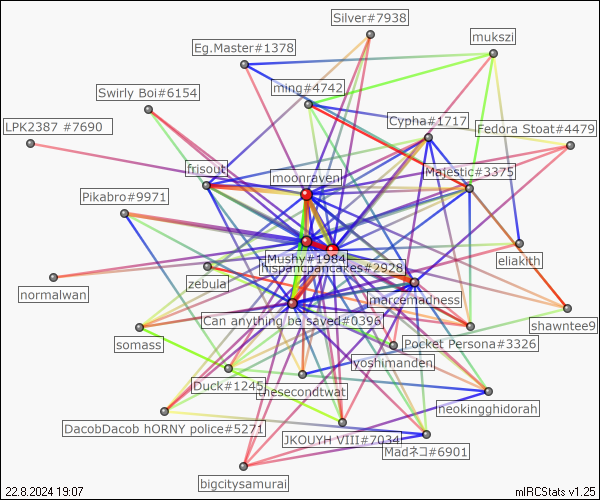 Silver#7938
mukszi
Eg.Master#1378
ming#4742
Swirly Boi#6154
Cypha#1717
LPK2387 #7690
Fedora Stoat#4479
frisout
moonraven
Majestic#3375
Pikabro#9971
Mushy#1984
eliakith
hispancpancakes#2928
zebula
normalwan
marcemadness
Can anything be saved#0396
shawntee9
somass
Pocket Persona#3326
yoshimanden
Duck#1245
thesecondtwat
neokingghidorah
DacobDacob hORNY police#5271
JKOUYH VIII#7034
Madネコ#6901
bigcitysamurai
22.8.2024 19:07
mIRCStats v1.25